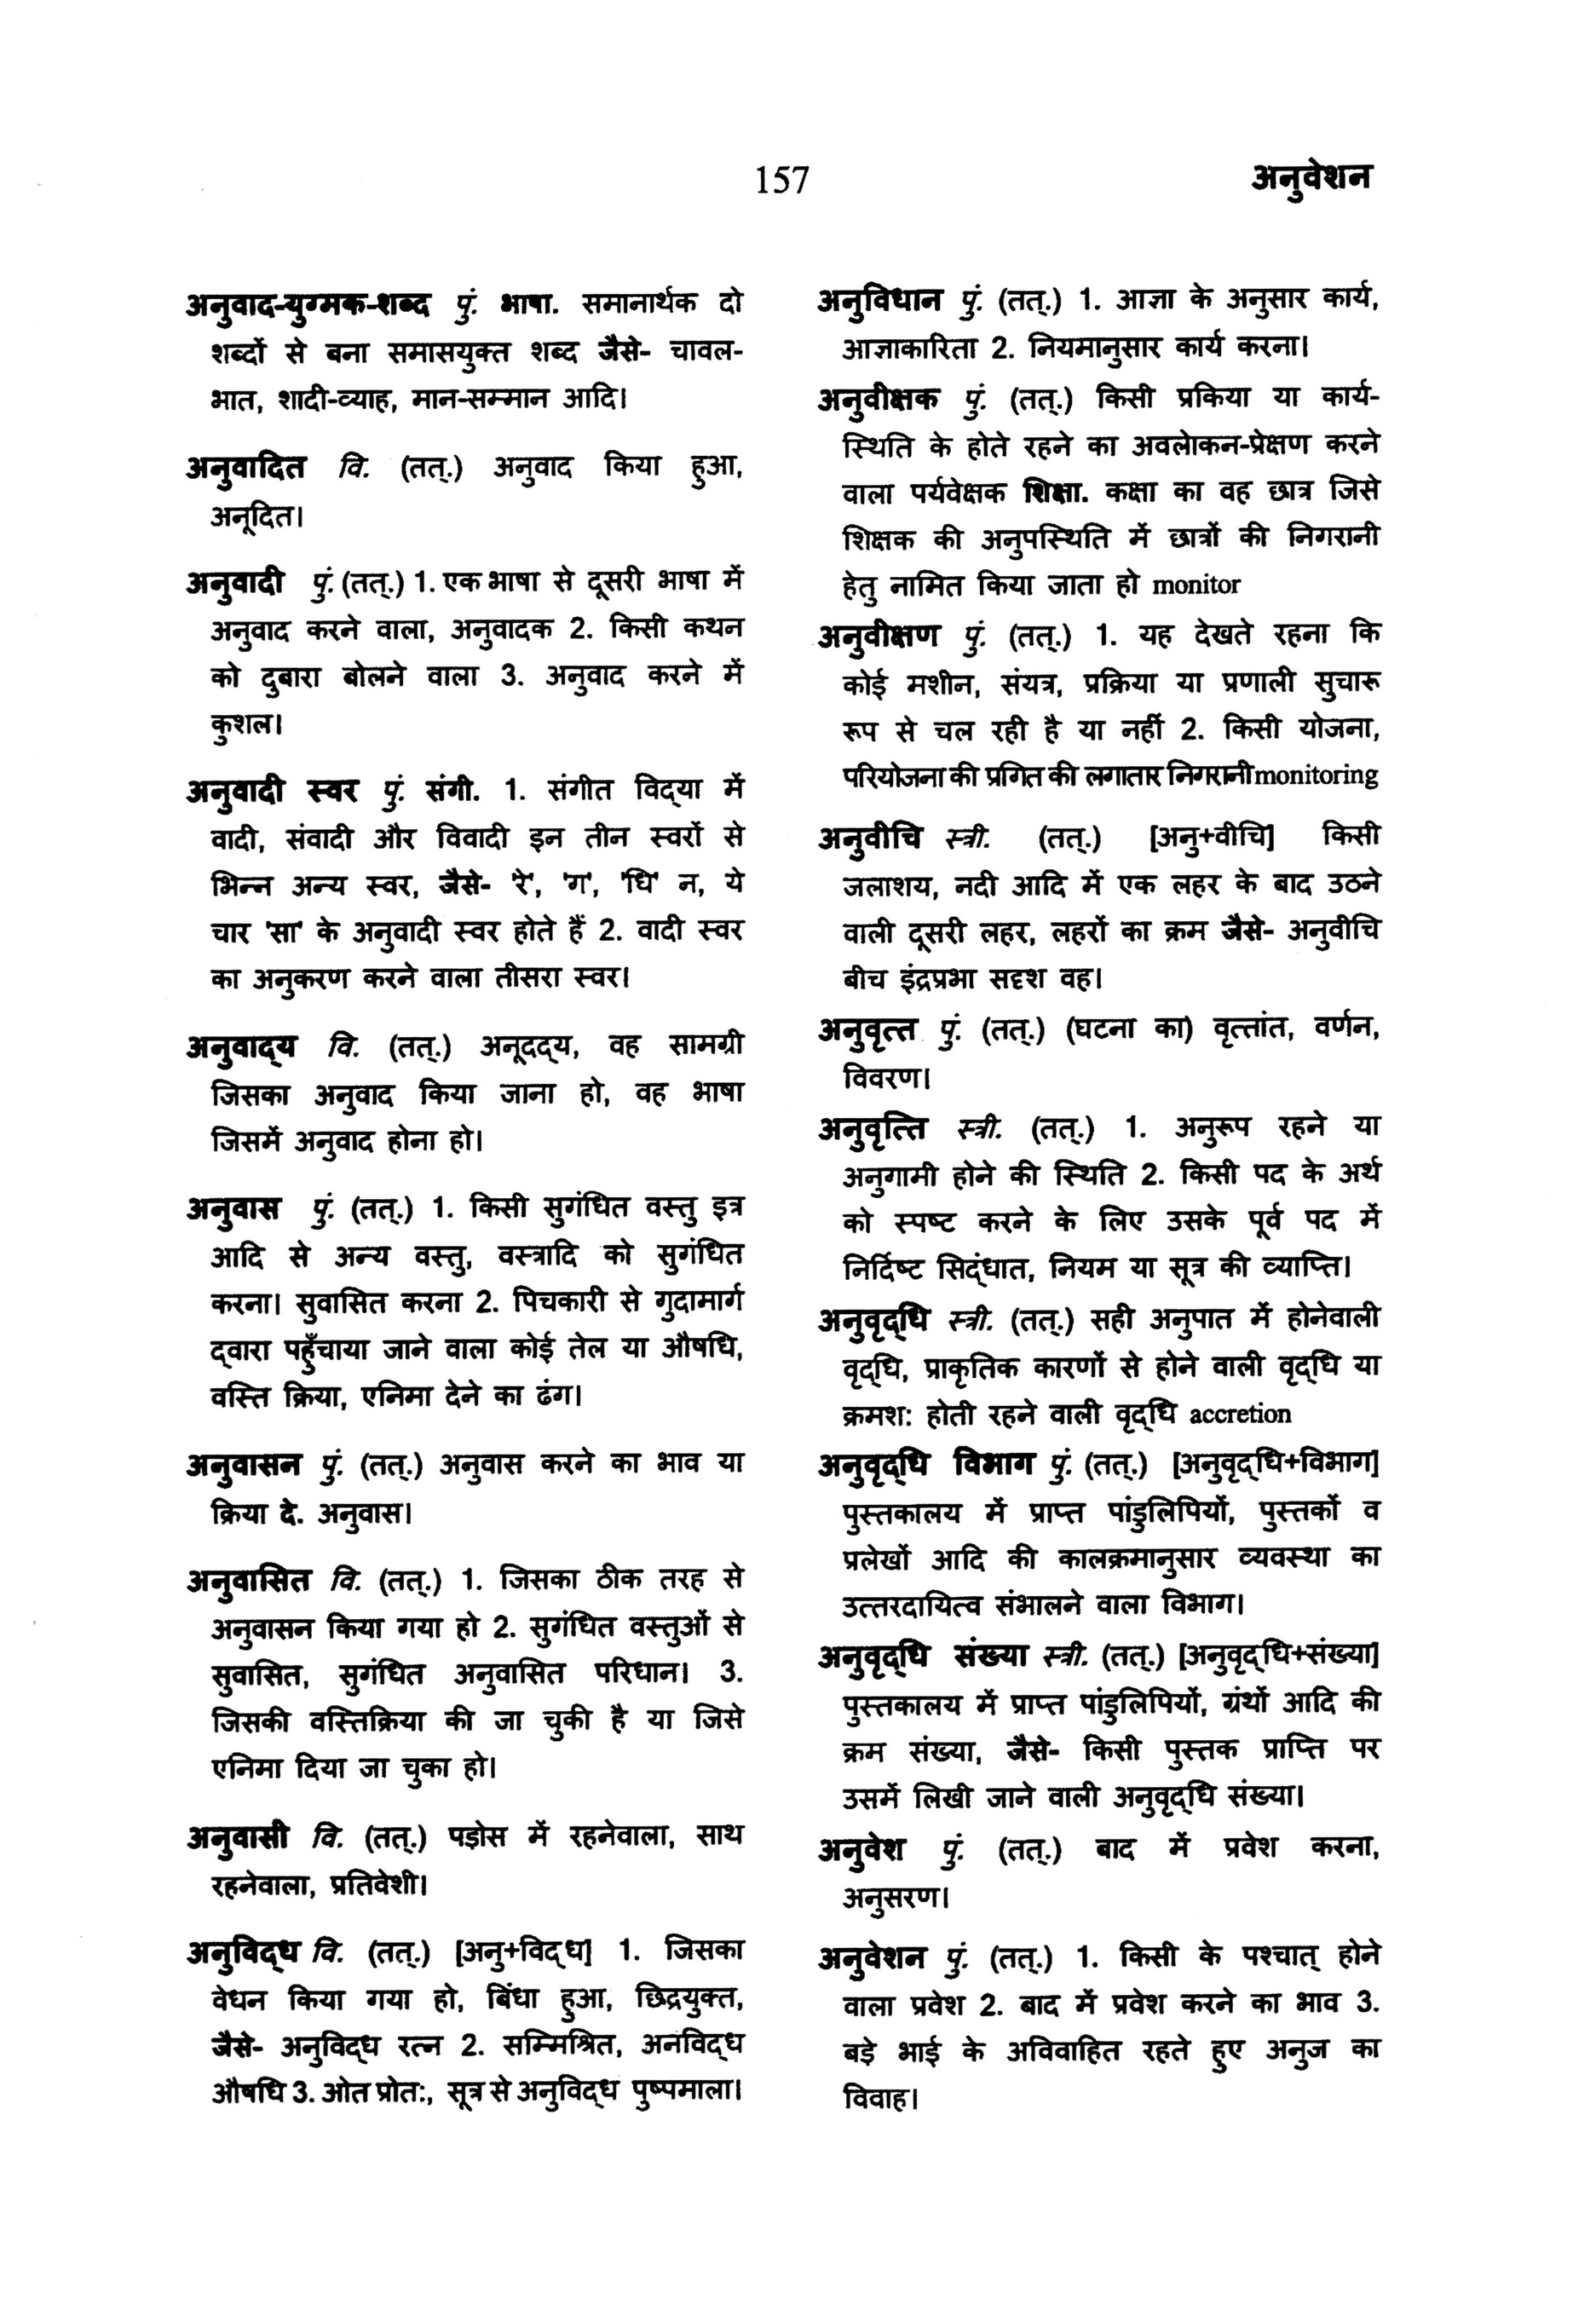 157
अनुवेशन
अनुवाद-युग्मक-शब्द पुं. भाषा. समानार्थक दो
शब्दों से बना समासयुक्त शब्द जैसे- चावल-
भात, शादी-व्याह, मान-सम्मान आदि।
अनुवादित वि. (तत्.) अनुवाद किया हुआ,
अनूदित।
अनुवादी पुं. (तत्.) 1. एक भाषा से दूसरी भाषा में
अनुवाद करने वाला, अनुवादक 2. किसी कथन
को दुबारा बोलने वाला 3. अनुवाद करने में
कुशल।
अनुवादी स्वर पुं. संगी. 1. संगीत विद्या में
वादी, संवादी और विवादी इन तीन स्वरों से
भिन्न अन्य स्वर, जैसे- 'रे', 'ग', 'धि' न, ये
चार 'सा' के अनुवादी स्वर होते हैं 2. वादी स्वर
का अनुकरण करने वाला तीसरा स्वर।
अनुवाद्य वि. (तत्.) अनूदद्य, वह सामग्री
जिसका अनुवाद किया जाना हो, वह भाषा
जिसमें अनुवाद होना हो।
अनुवास पुं. (तत्.) 1. किसी सुगंधित वस्तु इत्र
आदि से अन्य वस्तु, वस्त्रादि को सुगंधित
करना। सुवासित करना 2. पिचकारी से गुदामार्ग
द्वारा पहुँचाया जाने वाला कोई तेल या औषधि,
वस्ति क्रिया, एनिमा देने का ढंग।
अनुवासन पुं. (तत्.) अनुवास करने का भाव या
क्रिया दे. अनुवास।
अनुवासित वि. (तत्.) 1. जिसका ठीक तरह से
अनुवासन किया गया हो 2. सुगंधित वस्तुओं से
सुवासित, सुगंधित अनुवासित परिधान। 3.
जिसकी वस्तिक्रिया की जा चुकी है या जिसे
एनिमा दिया जा चुका हो।
अनुवासी वि. (तत्.) पड़ोस में रहनेवाला, साथ
रहनेवाला, प्रतिवेशी।
अनुविद्ध वि. (तत्.) [अनु+विद्ध] 1. जिसका
वेधन किया गया हो, बिंधा हुआ, छिद्रयुक्त,
जैसे- अनुविद्ध रत्न 2. सम्मिश्रित, अनविद्ध
औषधि 3. ओत प्रोत:, सूत्र से अनुविद्ध पुष्पमाला।
अनुविधान पुं. (तत्.) 1. आज्ञा के अनुसार कार्य,
आज्ञाकारिता 2. नियमानुसार कार्य करना।
अनुवीक्षक पुं. (तत्.) किसी प्रकिया या कार्य-
स्थिति के होते रहने का अवलोकन-प्रेक्षण करने
वाला पर्यवेक्षक शिक्षा. कक्षा का वह छात्र जिसे
शिक्षक की अनुपस्थिति में छात्रों की निगरानी
हेतु नामित किया जाता हो monitor
अनुवीक्षण पुं. (तत्.) 1. यह देखते रहना कि
कोई मशीन, संयत्र, प्रक्रिया या प्रणाली सुचारू
रूप से चल रही है या नहीं 2. किसी योजना,
परियोजना की प्रगित की लगातार निगरानी monitoring
अनुवीचि स्त्री. (तत्.) [अनु+वीचि] किसी
जलाशय, नदी आदि में एक लहर के बाद उठने
वाली दूसरी लहर, लहरों का क्रम जैसे- अनुवीचि
बीच इंद्रप्रभा सदृश वह।
अनुवृत्त पुं. (तत्.) (घटना का) वृत्तांत, वर्णन,
विवरण।
अनुवृत्ति स्त्री. (तत्.) 1. अनुरूप रहने या
अनुगामी होने की स्थिति 2. किसी पद के अर्थ
को स्पष्ट करने के लिए उसके पूर्व पद में
निर्दिष्ट सिद्धंधात, नियम या सूत्र की व्याप्ति।
अनुवृद्धि स्त्री. (तत्.) सही अनुपात में होनेवाली
वृद्धि, प्राकृतिक कारणों से होने वाली वृद्धि या
क्रमश: होती रहने वाली वृद्धि accretion
अनुवृद्धि विभाग पुं. (तत्.) [अनुवृद्धि+विभाग]
पुस्तकालय में प्राप्त पांडुलिपियों, पुस्तकों व
प्रलेखों आदि की कालक्रमानुसार व्यवस्था का
उत्तरदायित्व संभालने वाला विभाग।
अनुवृद्धि संख्या स्त्री. (तत्.) [अनुवृद्धि+संख्या]
पुस्तकालय में प्राप्त पांडुलिपियों, ग्रंथों आदि की
क्रम संख्या, जैसे- किसी पुस्तक प्राप्ति पर
उसमें लिखी जाने वाली अनुवृद्धि संख्या।
अनुवेश पुं. (तत्.) बाद में प्रवेश करना,
अनुसरण।
अनुवेशन पुं. (तत्.) 1. किसी के पश्चात् होने
वाला प्रवेश 2. बाद में प्रवेश करने का भाव 3.
बड़े भाई के अविवाहित रहते हुए अनुज का
विवाह।